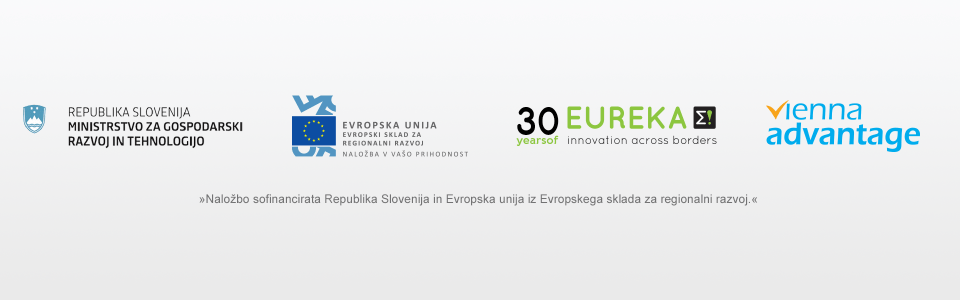 REPUBLIKA SLOVENIJA
MINISTRSTVO ZA GOSPODARSKI
RAZVOJ IN TEHNOLOGIJO
EVROPSKA UNIJA
EVROPSKI SKLAD ZA
REGIONALNI RAZVOJ
NALOŽBA V VAŠO PRIHODNOST
30 EUREKA Σ!
yearsof innovation across borders
vienna
advantage
»Naložbo sofinancirata Republika Slovenija in Evropska unija iz Evropskega sklada za regionalni razvoj.«